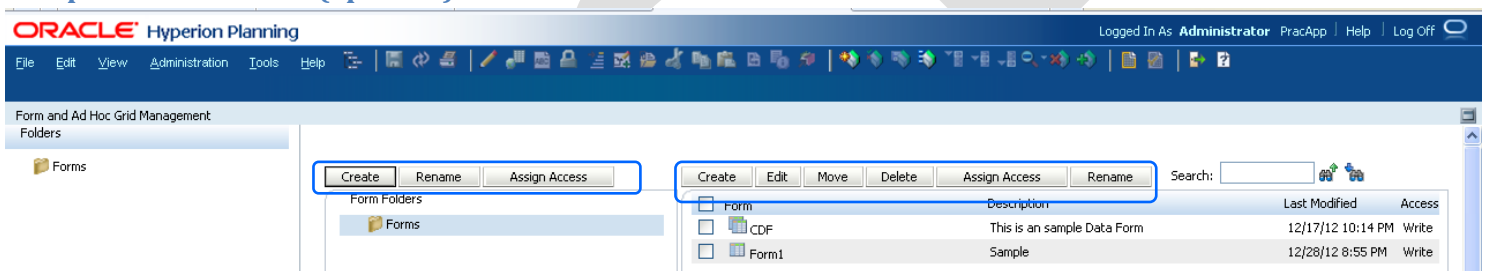 ORACLE Hyperion Planning
Logged In As Administrator PracApp | Help | Log Off
File Edit View Administration Tools Help
Form and Ad Hoc Grid Management
Folders
Forms
Create Rename Assign Access
Create Edit Move Delete Assign Access Rename Search:
Form Folders
Forms
Form Description Last Modified Access
CDF This is an sample Data Form 12/17/12 10:14 PM Write
Form1 Sample 12/28/12 8:55 PM Write